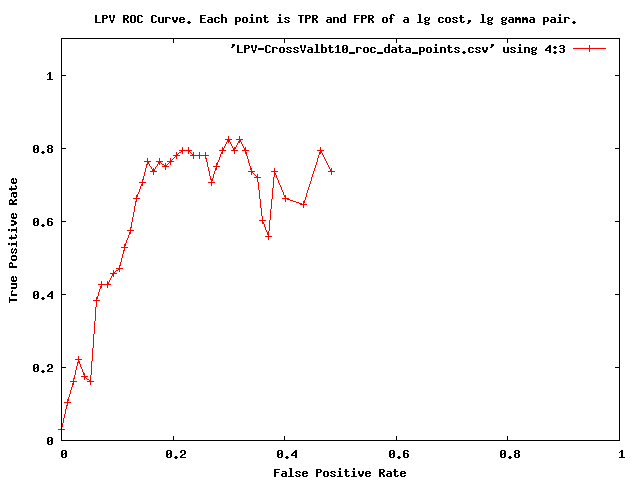 LPV ROC Curve. Each point is TPR and FPR of a lg cost, lg gamma pair.
'LPV-CrossValbt10_roc_data_points.csv' using 4:3
1
0.8
0.6
0.4
0.2
0
True Positive Rate
0 0.2 0.4 0.6 0.8 1
False Positive Rate